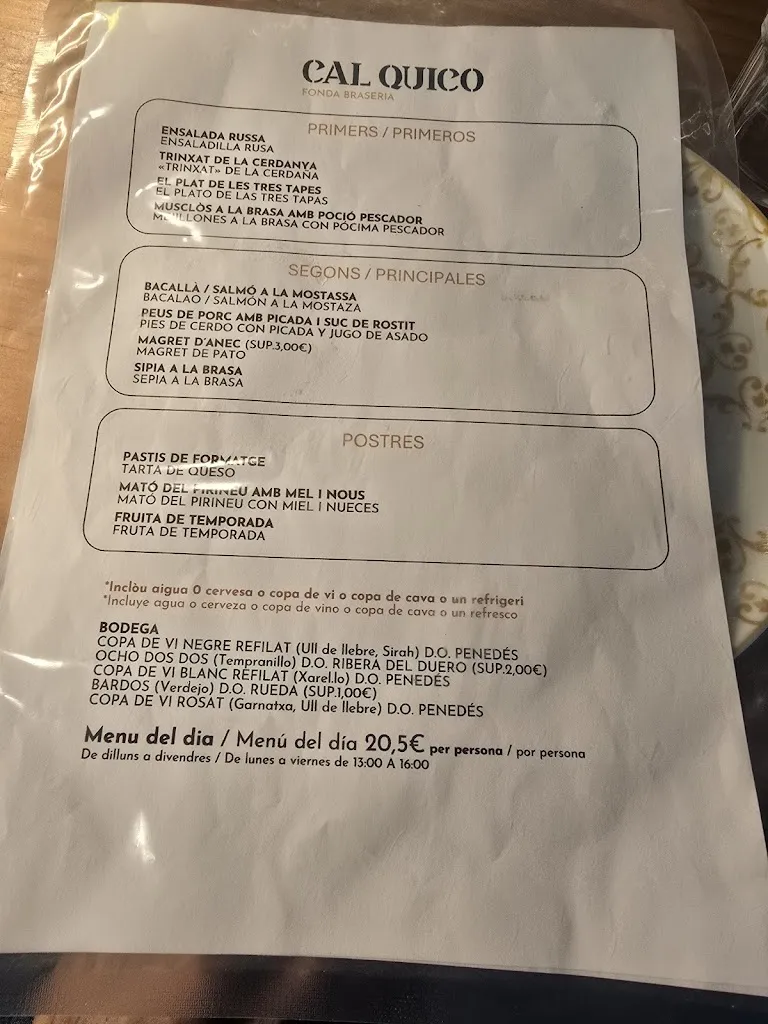 CAL QUICO
FONDA BRASERIA
PRIMERS / PRIMEROS
ENSALADA RUSSA
ENSALADILLA RUSA
TRINXAT DE LA CERDANYA
«TRINXAT» DE LA CERDAÑA
EL PLAT DE LES TRES TAPES
EL PLATO DE LAS TRES TAPAS
MUSCLÒS A LA BRASA AMB POCIÓ PESCADOR
MEJILLONES A LA BRASA CON PÓCIMA PESCADOR
SEGONS / PRINCIPALES
BACALLÀ / SALMÓ A LA MOSTASSA
BACALAO / SALMÓN A LA MOSTAZA
PEUS DE PORC AMB PICADA I SUC DE ROSTIT
PIES DE CERDO CON PICADA Y JUGO DE ASADO
MAGRET D'ANEC (SUP.3,00€)
MAGRET DE PATO
SIPIA A LA BRASA
SEPIA A LA BRASA
POSTRES
PASTIS DE FORMATGE
TARTA DE QUESO
MATÓ DEL PIRINEU AMB MEL I NOUS
MATÓ DEL PIRINEU CON MIEL I NUECES
FRUITA DE TEMPORADA
FRUTA DE TEMPORADA
*Inclòu aigua O cervesa o copa de vi o copa de cava o un refrigeri
*Incluye agua o cerveza o copa de vino o copa de cava o un refresco
BODEGA
COPA DE VI NEGRE REFILAT (Ull de llebre, Sirah) D.O. PENEDÉS
OCHO DOS DOS (Tempranillo) D.O. RIBERA DEL DUERO (SUP.2,00€)
COPA DE VI BLANC REFILAT (Xarel.lo) D.O. PENEDÉS
BARDOS (Verdejo) D.O. RUEDA (SUP.1,00€)
COPA DE VI ROSAT (Garnatxa, Ull de llebre) D.O. PENEDÉS
Menu del dia / Menú del día 20,5€ per persona / por persona
De dilluns a divendres / De lunes a viernes de 13:00 A 16:00